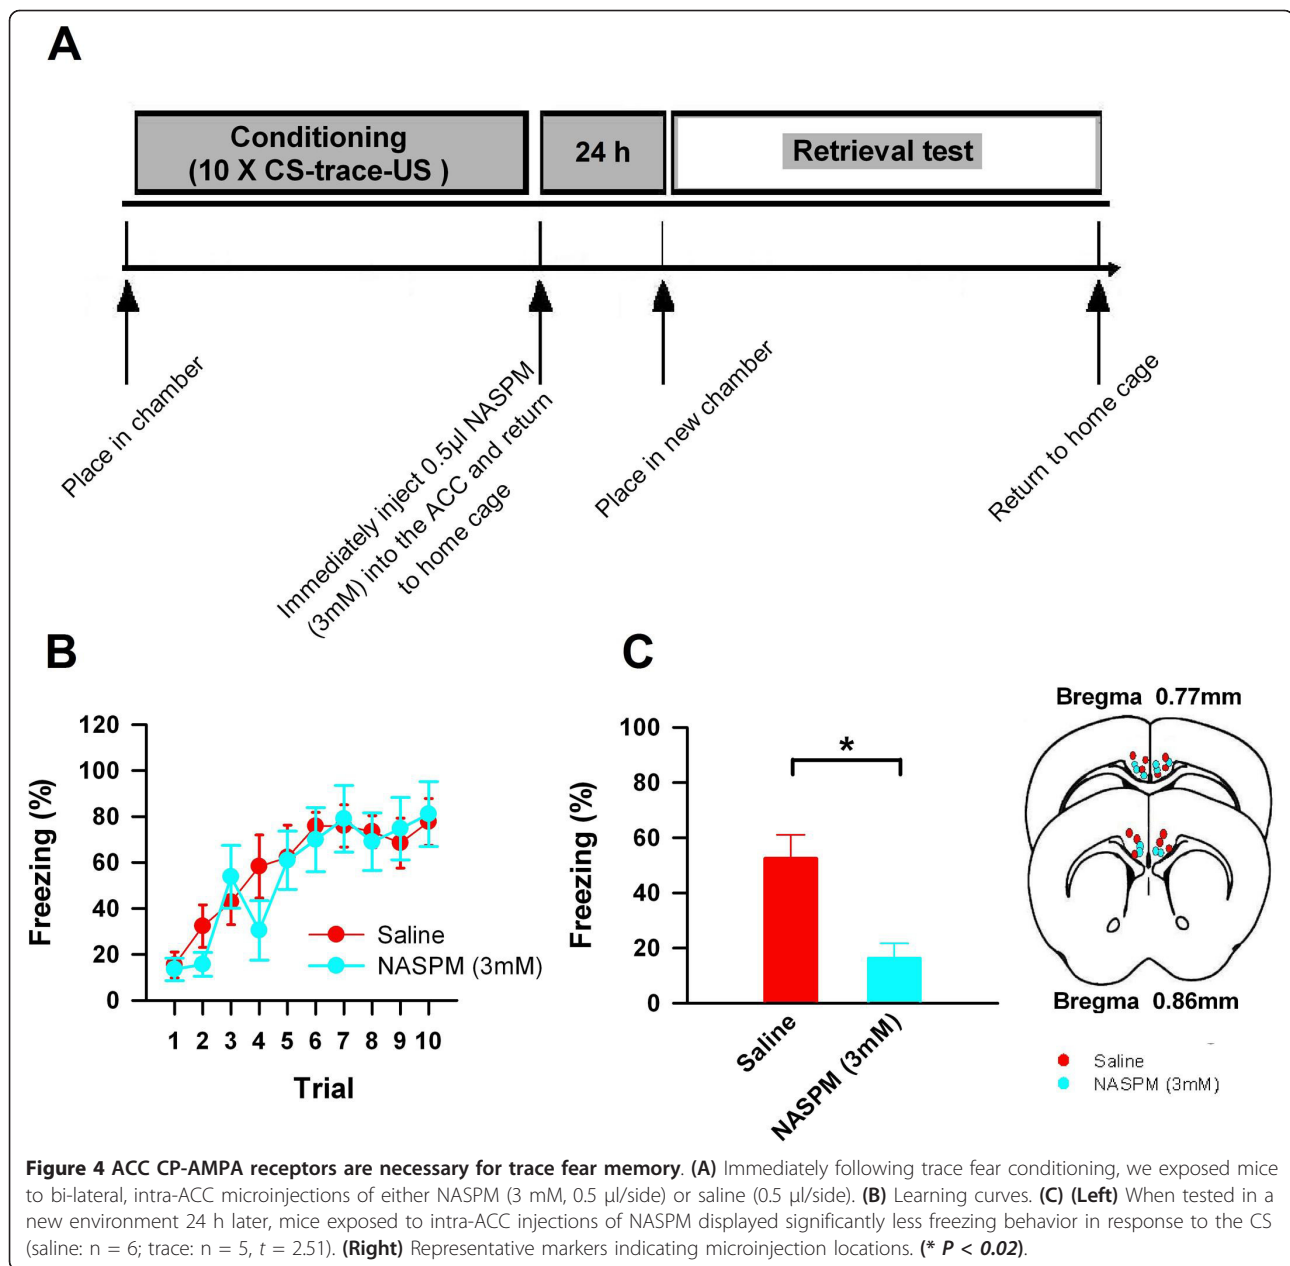 A
Conditioning
(10 X CS-trace-US )
24 h
Retrieval test
Place in chamber
Immediately inject 0.5µl NASPM
(3mM) into the ACC and return
to home cage
Place in new chamber
Return to home cage
B
120
100
80
60
40
20
0
Freezing (%)
Saline
NASPM (3mM)
1 2 3 4 5 6 7 8 9 10
Trial
C
100
80
60
40
20
0
Freezing (%)
*
Saline
NASPM (3mM)
Bregma 0.77mm
Bregma 0.86mm
Saline
NASPM (3mM)
Figure 4 ACC CP-AMPA receptors are necessary for trace fear memory. (A) Immediately following trace fear conditioning, we exposed mice
to bi-lateral, intra-ACC microinjections of either NASPM (3 mM, 0.5 µl/side) or saline (0.5 µl/side). (B) Learning curves. (C) (Left) When tested in a
new environment 24 h later, mice exposed to intra-ACC injections of NASPM displayed significantly less freezing behavior in response to the CS
(saline: n = 6; trace: n = 5, t = 2.51). (Right) Representative markers indicating microinjection locations. (* P < 0.02).